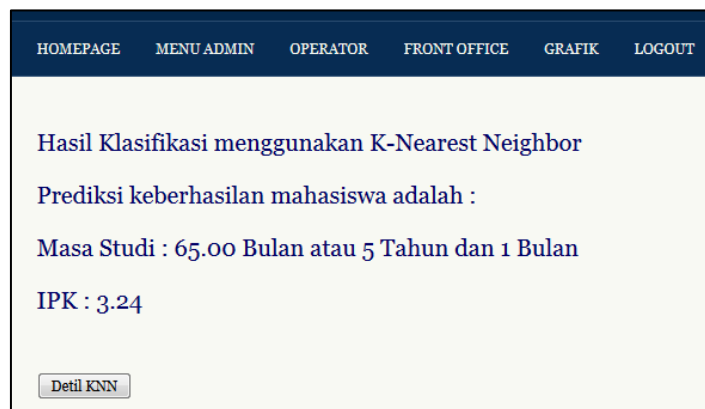 HOMEPAGE MENU ADMIN OPERATOR FRONT OFFICE GRAFIK LOGOUT
Hasil Klasifikasi menggunakan K-Nearest Neighbor
Prediksi keberhasilan mahasiswa adalah :
Masa Studi : 65.00 Bulan atau 5 Tahun dan 1 Bulan
IPK : 3.24
Detil KNN